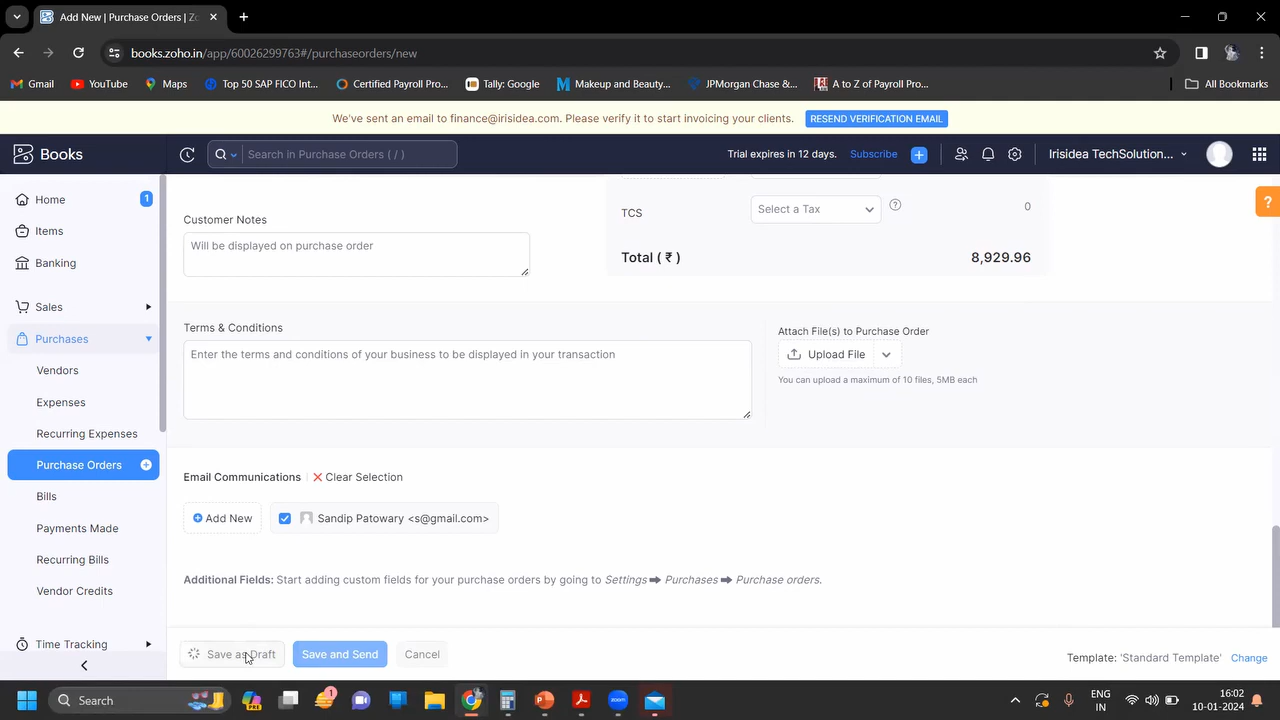 Add New | Purchase Orders | Zo
books.zoho.in/app/60026299763#/purchaseorders/new
Gmail
YouTube
Maps
Top 50 SAP FICO Int...
Certified Payroll Pro...
Tally: Google
Makeup and Beauty...
JPMorgan Chase &...
A to Z of Payroll Pro...
All Bookmarks
We've sent an email to finance@irisidea.com. Please verify it to start invoicing your clients.
RESEND VERIFICATION EMAIL
Books
Search in Purchase Orders ( / )
Trial expires in 12 days.
Subscribe
Irisidea TechSolution...
Home
1
Items
Banking
Sales
Purchases
Vendors
Expenses
Recurring Expenses
Purchase Orders
Bills
Payments Made
Recurring Bills
Vendor Credits
Time Tracking
TCS
Select a Tax
?
0
Total ( ₹ )
8,929.96
Customer Notes
Will be displayed on purchase order
Terms & Conditions
Enter the terms and conditions of your business to be displayed in your transaction
Attach File(s) to Purchase Order
Upload File
You can upload a maximum of 10 files, 5MB each
Email Communications
Clear Selection
Add New
Sandip Patowary <s@gmail.com>
Additional Fields: Start adding custom fields for your purchase orders by going to Settings ➡ Purchases ➡ Purchase orders.
Save as Draft
Save and Send
Cancel
Template: 'Standard Template'
Change
?
Search
PRE
1
ENG
IN
16:02
10-01-2024